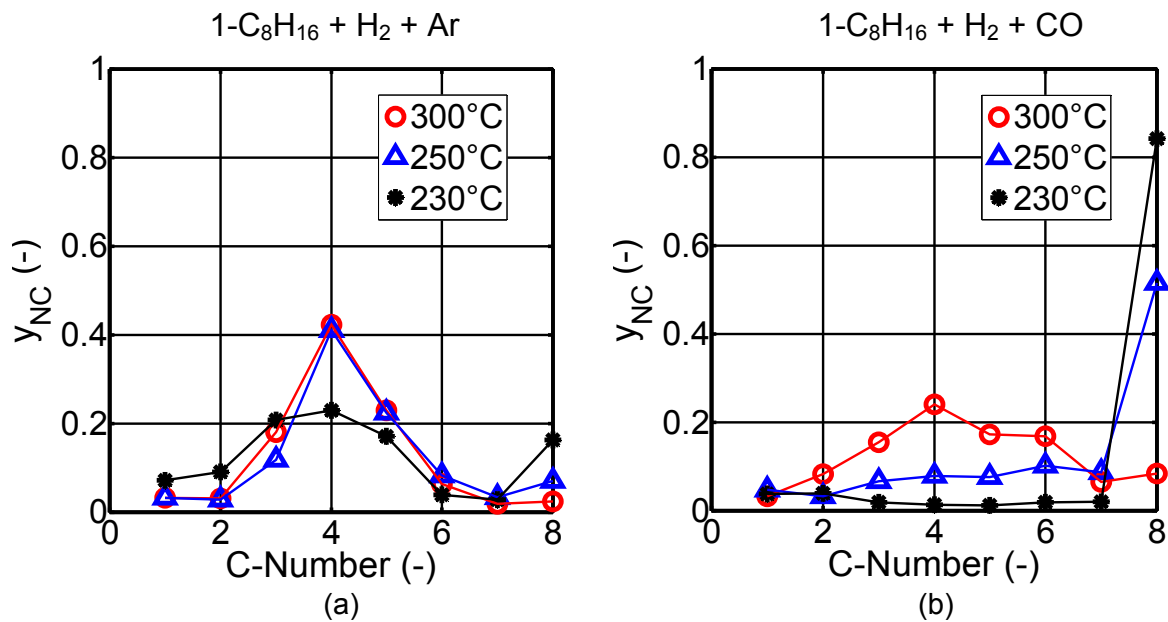 1-C₈H₁₆ + H₂ + Ar
1
0.8
0.6
0.4
0.2
0
y_NC (-)
300°C
250°C
230°C
0 2 4 6 8
C-Number (-)
(a)
1-C₈H₁₆ + H₂ + CO
1
0.8
0.6
0.4
0.2
0
y_NC (-)
300°C
250°C
230°C
0 2 4 6 8
C-Number (-)
(b)